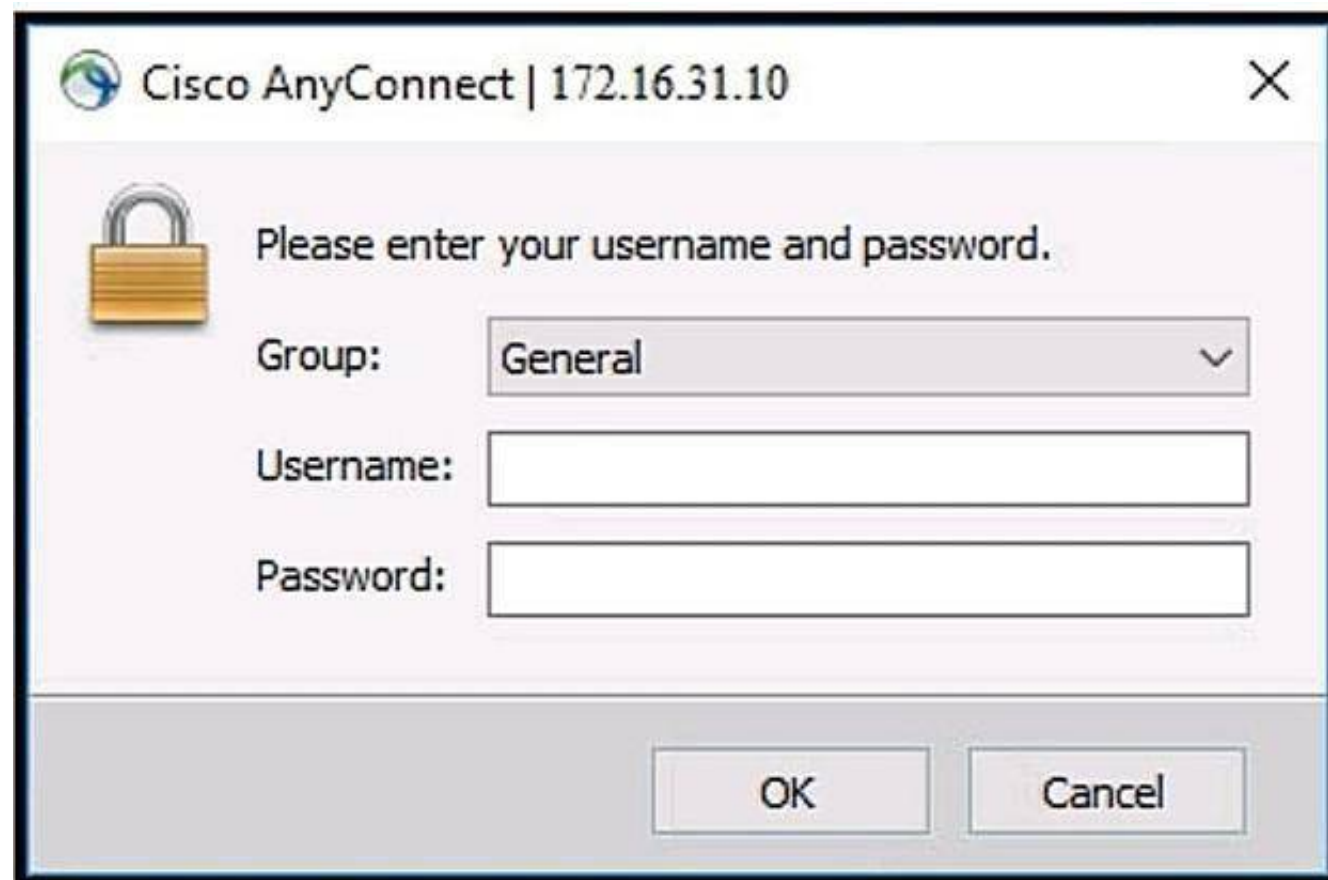 Cisco AnyConnect | 172.16.31.10
Please enter your username and password.
Group: General
Username:
Password:
OK Cancel